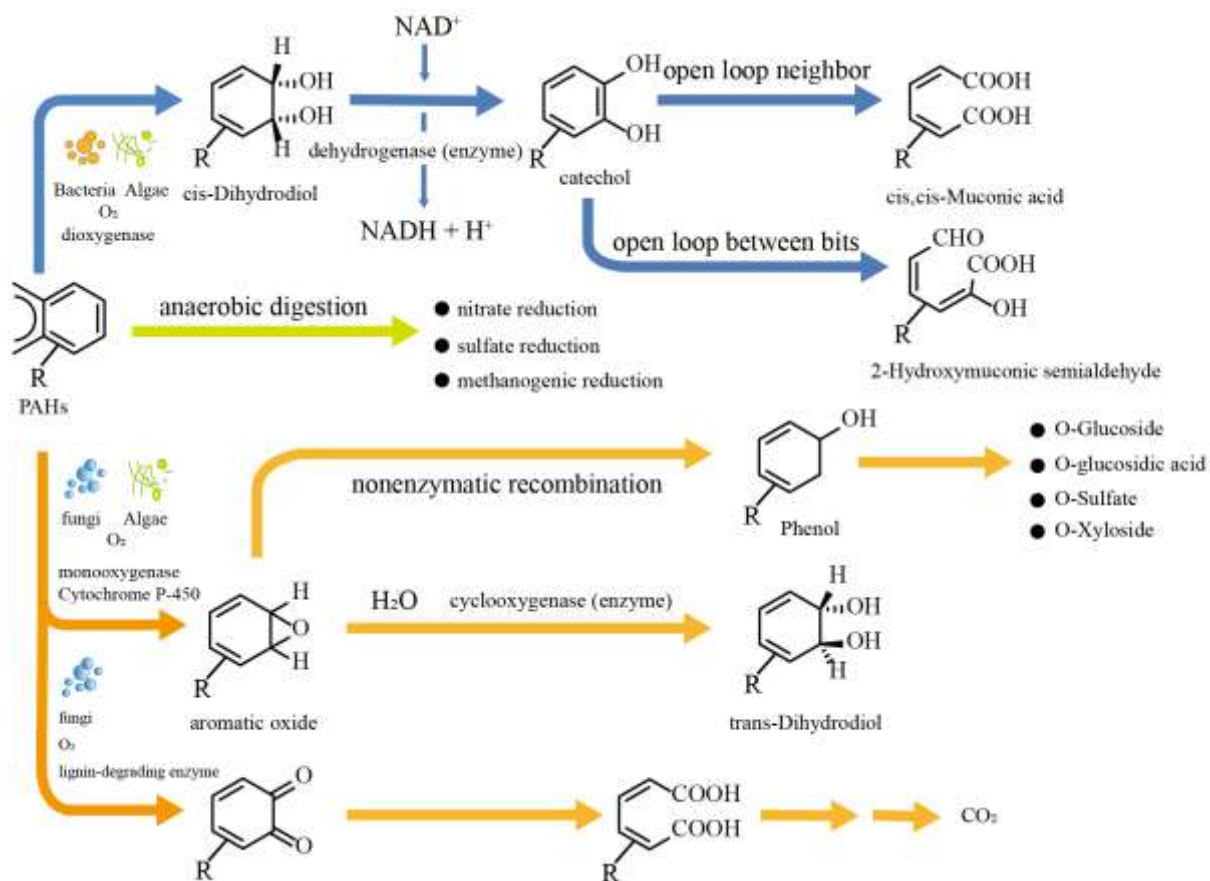 NAD⁺
H
OH
OH
H
R
cis-Dihydrodiol
Bacteria Algae
O₂
dioxygenase
dehydrogenase (enzyme)
NADH + H⁺
OH
OH
R
catechol
open loop neighbor
COOH
COOH
R
cis,cis-Muconic acid
open loop between bits
CHO
COOH
OH
R
2-Hydroxymuconic semialdehyde
R
PAHs
anaerobic digestion
● nitrate reduction
● sulfate reduction
● methanogenic reduction
fungi Algae
O₂
monooxygenase
Cytochrome P-450
nonenzymatic recombination
OH
R
Phenol
● O-Glucoside
● O-glucosidic acid
● O-Sulfate
● O-Xyloside
H
O
H
R
aromatic oxide
H₂O cyclooxygenase (enzyme)
H
OH
OH
H
R
trans-Dihydrodiol
fungi
O₂
lignin-degrading enzyme
O
O
R
COOH
COOH
R
CO₂